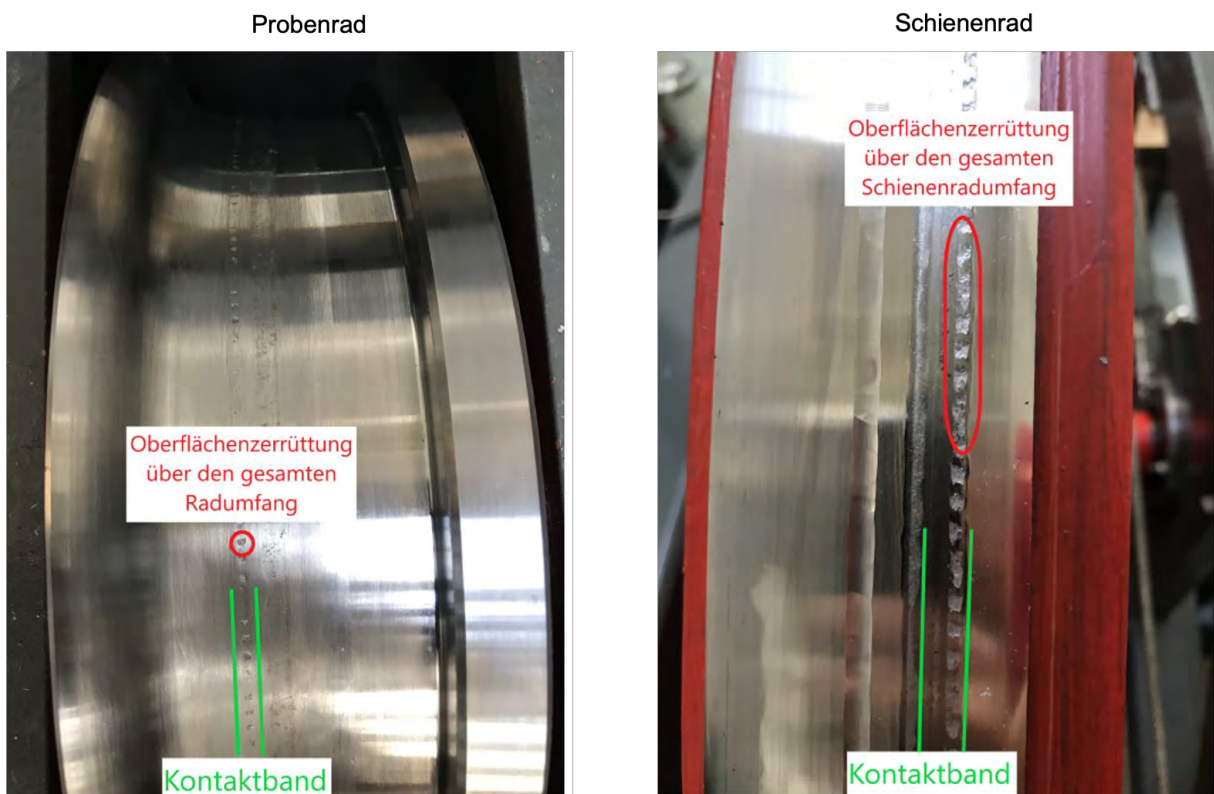 Probenrad
Schienenrad
Oberflächenzerrüttung
über den gesamten
Radumfang
Kontaktband
Oberflächenzerrüttung
über den gesamten
Schienenradumfang
Kontaktband